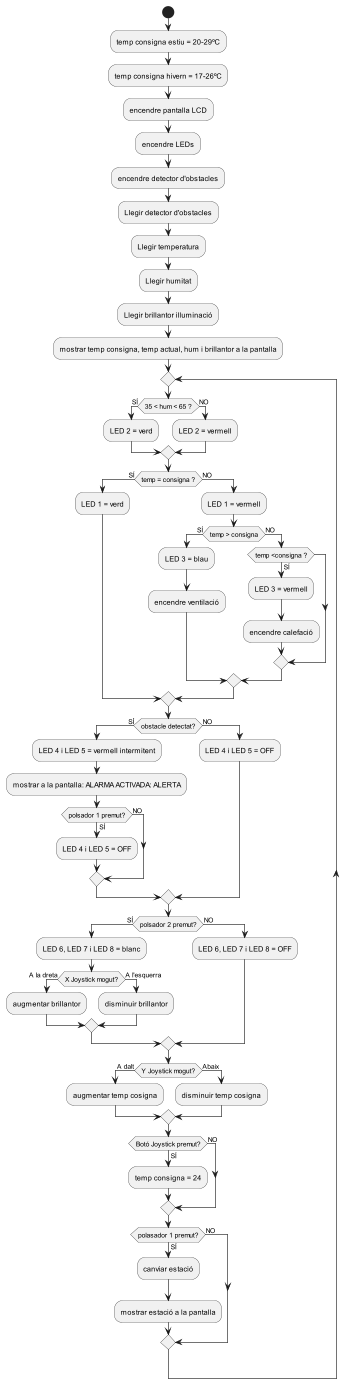 temp consigna estiu = 20-29ºC
temp consigna hivern = 17-26ºC
encendre pantalla LCD
encendre LEDs
encendre detector d'obstacles
Llegir detector d'obstacles
Llegir temperatura
Llegir humitat
Llegir brillantor il·luminació
mostrar temp consigna, temp actual, hum i brillantor a la pantalla
SÍ
35 < hum < 65 ?
NO
LED 2 = verd
LED 2 = vermell
SÍ
temp = consigna ?
NO
LED 1 = verd
LED 1 = vermell
SÍ
temp > consigna
NO
LED 3 = blau
encendre ventilació
temp <consigna ?
NO
SÍ
LED 3 = vermell
encendre calefació
SÍ
obstacle detectat?
NO
LED 4 i LED 5 = vermell intermitent
LED 4 i LED 5 = OFF
mostrar a la pantalla: ALARMA ACTIVADA: ALERTA
polsador 1 premut?
NO
SÍ
LED 4 i LED 5 = OFF
SÍ
polsador 2 premut?
NO
LED 6, LED 7 i LED 8 = blanc
LED 6, LED 7 i LED 8 = OFF
A la dreta
X Joystick mogut?
A l'esquerra
augmentar brillantor
disminuir brillantor
A dalt
Y Joystick mogut?
Abaix
augmentar temp cosigna
disminuir temp cosigna
Botó Joystick premut?
NO
SÍ
temp consigna = 24
polasador 1 premut?
NO
SÍ
canviar estació
mostrar estació a la pantalla